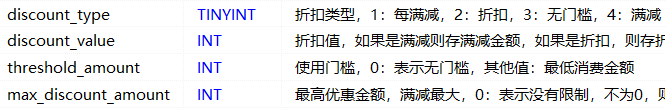 discount_type TINYINT 折扣类型，1：每满减，2：折扣，3：无门槛，4：满减
discount_value INT 折扣值，如果是满减则存满减金额，如果是折扣，则存折
threshold_amount INT 使用门槛，0：表示无门槛，其他值：最低消费金额
max_discount_amount INT 最高优惠金额，满减最大，0：表示没有限制，不为0，则